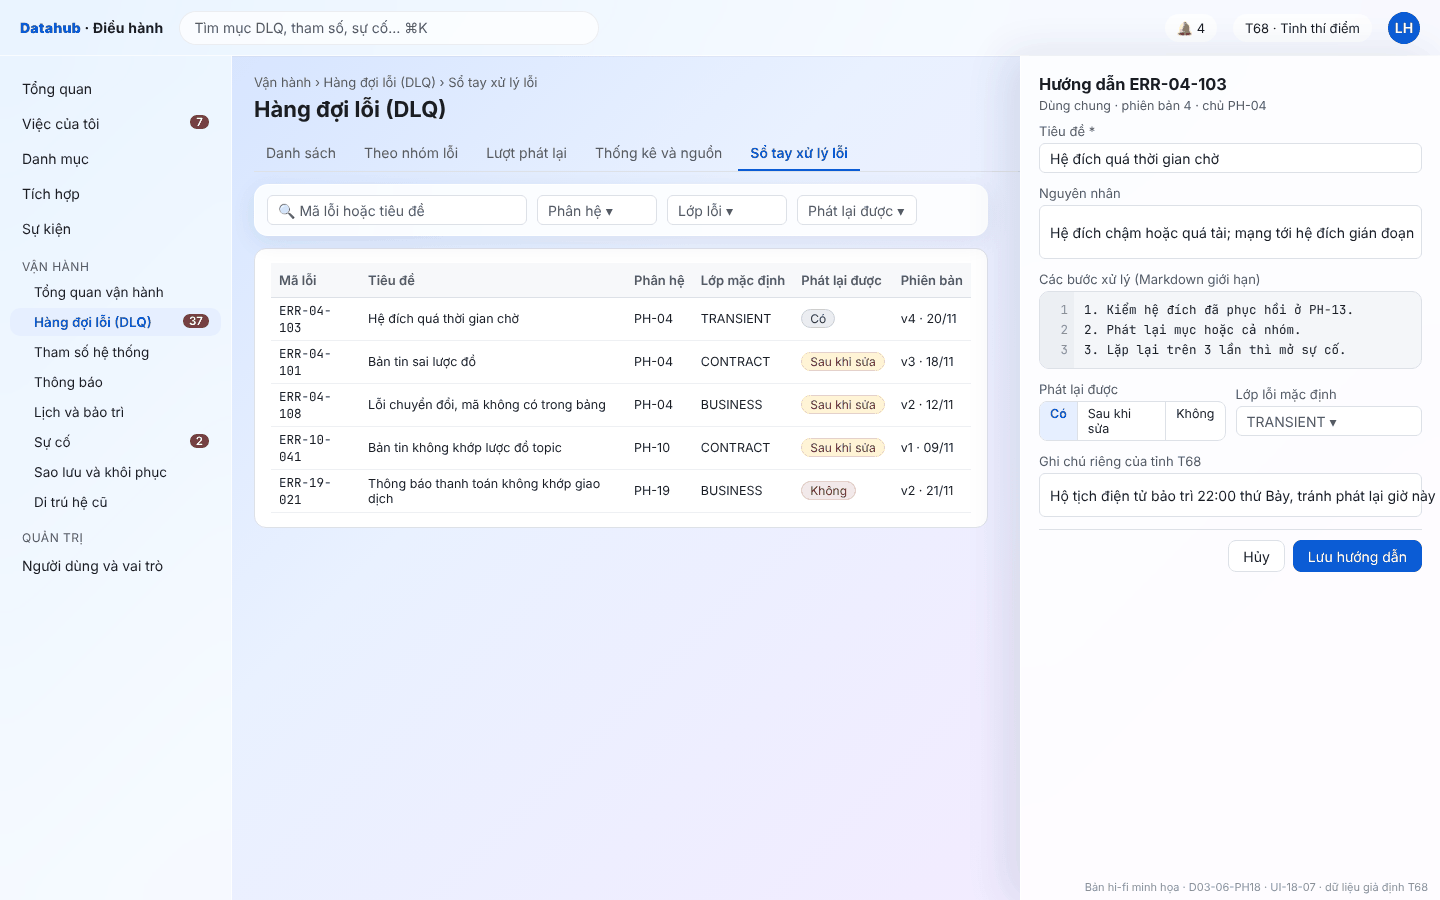 Datahub · Điều hành
Tìm mục DLQ, tham số, sự cố... ⌘K
4
T68 · Tỉnh thí điểm
LH
Tổng quan
Việc của tôi
7
Danh mục
Tích hợp
Sự kiện
VẬN HÀNH
Tổng quan vận hành
Hàng đợi lỗi (DLQ)
37
Tham số hệ thống
Thông báo
Lịch và bảo trì
Sự cố
2
Sao lưu và khôi phục
Di trú hệ cũ
QUẢN TRỊ
Người dùng và vai trò
Vận hành › Hàng đợi lỗi (DLQ) › Sổ tay xử lý lỗi
Hàng đợi lỗi (DLQ)
Danh sách
Theo nhóm lỗi
Lượt phát lại
Thống kê và nguồn
Sổ tay xử lý lỗi
🔍 Mã lỗi hoặc tiêu đề
Phân hệ ▾
Lớp lỗi ▾
Phát lại được ▾
Mã lỗi
Tiêu đề
Phân hệ
Lớp mặc định
Phát lại được
Phiên bản
ERR-04-
103
Hệ đích quá thời gian chờ
PH-04
TRANSIENT
Có
v4 · 20/11
ERR-04-
101
Bản tin sai lược đồ
PH-04
CONTRACT
Sau khi sửa
v3 · 18/11
ERR-04-
108
Lỗi chuyển đổi, mã không có trong bảng
PH-04
BUSINESS
Sau khi sửa
v2 · 12/11
ERR-10-
041
Bản tin không khớp lược đồ topic
PH-10
CONTRACT
Sau khi sửa
v1 · 09/11
ERR-19-
021
Thông báo thanh toán không khớp giao
dịch
PH-19
BUSINESS
Không
v2 · 21/11
Hướng dẫn ERR-04-103
Dùng chung · phiên bản 4 · chủ PH-04
Tiêu đề *
Hệ đích quá thời gian chờ
Nguyên nhân
Hệ đích chậm hoặc quá tải; mạng tới hệ đích gián đoạn
Các bước xử lý (Markdown giới hạn)
1 1. Kiểm hệ đích đã phục hồi ở PH-13.
2 2. Phát lại mục hoặc cả nhóm.
3 3. Lặp lại trên 3 lần thì mở sự cố.
Phát lại được
Có
Sau khi
sửa
Không
Lớp lỗi mặc định
TRANSIENT ▾
Ghi chú riêng của tỉnh T68
Hộ tịch điện tử bảo trì 22:00 thứ Bảy, tránh phát lại giờ này
Hủy
Lưu hướng dẫn
Bản hi-fi minh họa · D03-06-PH18 · UI-18-07 · dữ liệu giả định T68